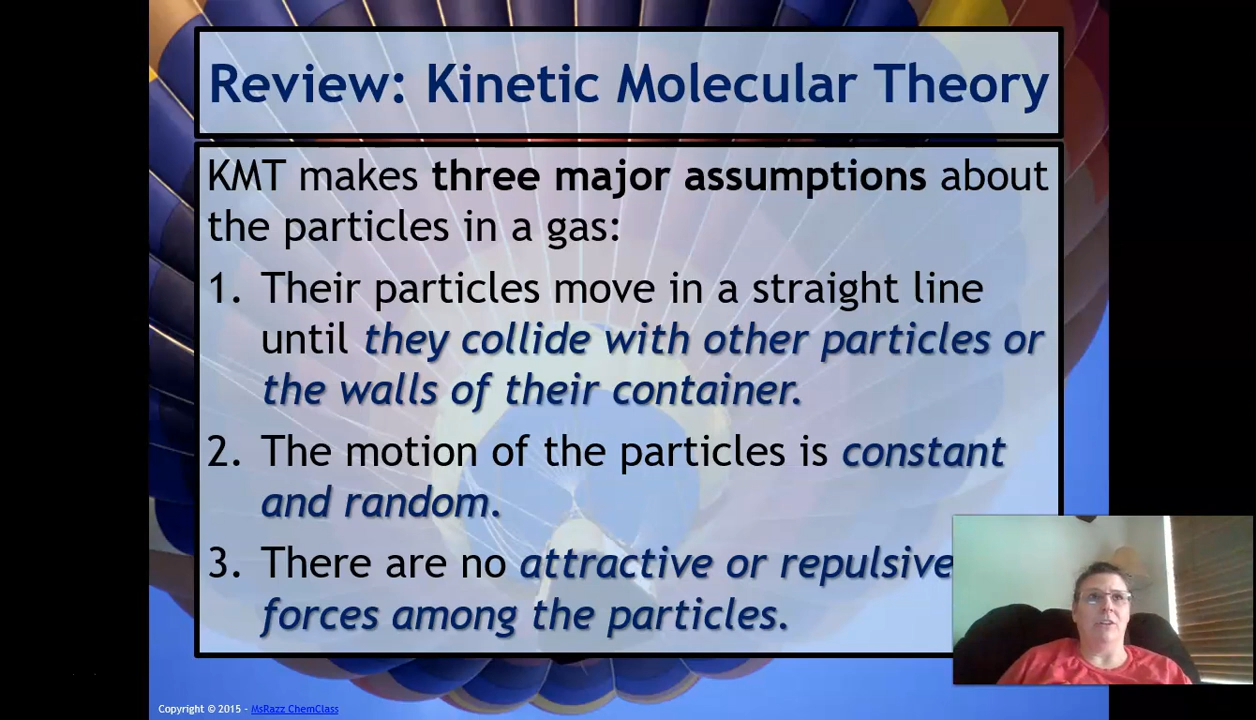 Review: Kinetic Molecular Theory
KMT makes three major assumptions about
the particles in a gas:
1. Their particles move in a straight line
until they collide with other particles or
the walls of their container.
2. The motion of the particles is constant
and random.
3. There are no attractive or repulsive
forces among the particles.
Copyright © 2015 - MsRazz ChemClass